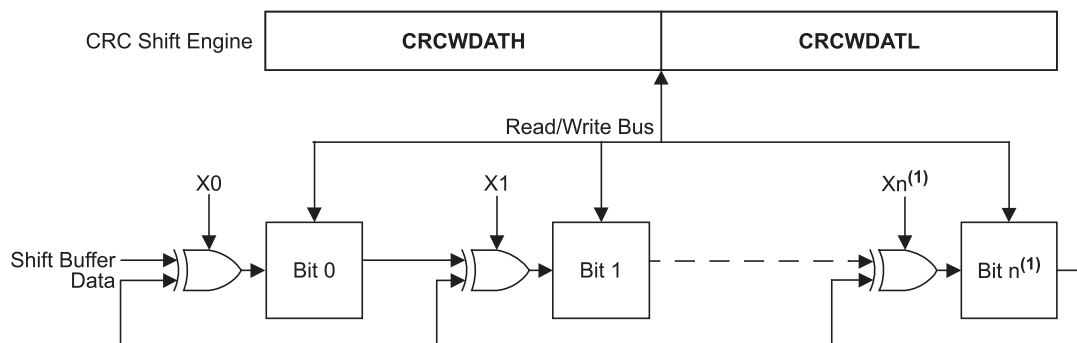 CRC Shift Engine
CRCWDATH
CRCWDATL
Read/Write Bus
X0
X1
Xn(1)
Shift Buffer
Data
Bit 0
Bit 1
Bit n(1)